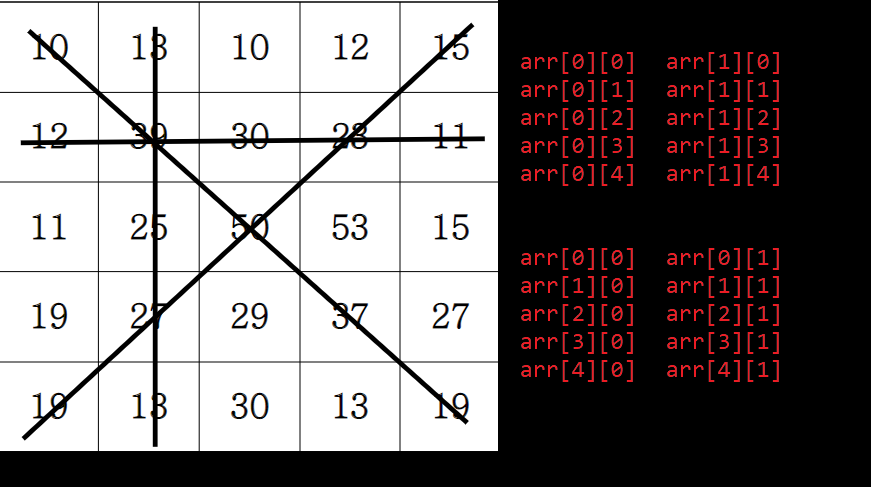 10 13 10 12 15
12 39 30 23 11
11 25 50 53 15
19 27 29 37 27
19 13 30 13 19
arr[0][0] arr[1][0]
arr[0][1] arr[1][1]
arr[0][2] arr[1][2]
arr[0][3] arr[1][3]
arr[0][4] arr[1][4]
arr[0][0] arr[0][1]
arr[1][0] arr[1][1]
arr[2][0] arr[2][1]
arr[3][0] arr[3][1]
arr[4][0] arr[4][1]